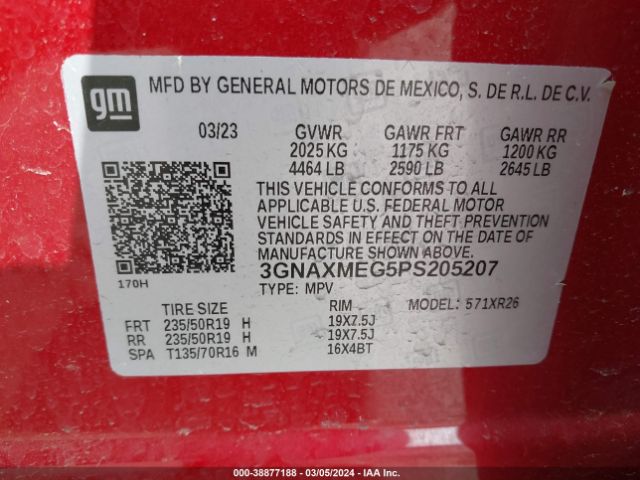 gm
MFD BY GENERAL MOTORS DE MEXICO, S. DE R.L. DE C.V.
03/23 GVWR GAWR FRT GAWR RR
2025 KG 1175 KG 1200 KG
4464 LB 2590 LB 2645 LB
THIS VEHICLE CONFORMS TO ALL
APPLICABLE U.S. FEDERAL MOTOR
VEHICLE SAFETY AND THEFT PREVENTION
STANDARDS IN EFFECT ON THE DATE OF
MANUFACTURE SHOWN ABOVE.
3GNAXMEG5PS205207
170H
TYPE: MPV MODEL: 571XR26
TIRE SIZE RIM
FRT 235/50R19 H 19X7.5J
RR 235/50R19 H 19X7.5J
SPA T135/70R16 M 16X4BT
000-38877188 - 03/05/2024 - IAA Inc.